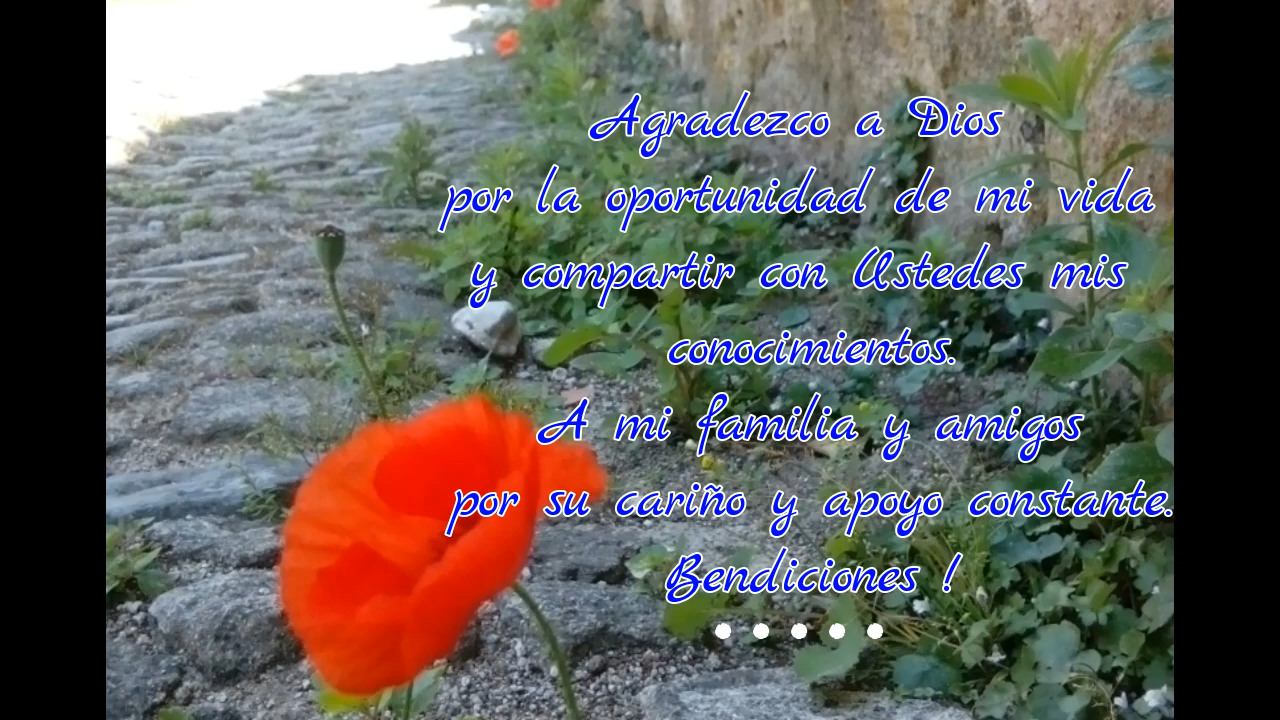 Agradezco a Dios
por la oportunidad de mi vida
y compartir con Ustedes mis
conocimientos.
A mi familia y amigos
por su cariño y apoyo constante.
Bendiciones !